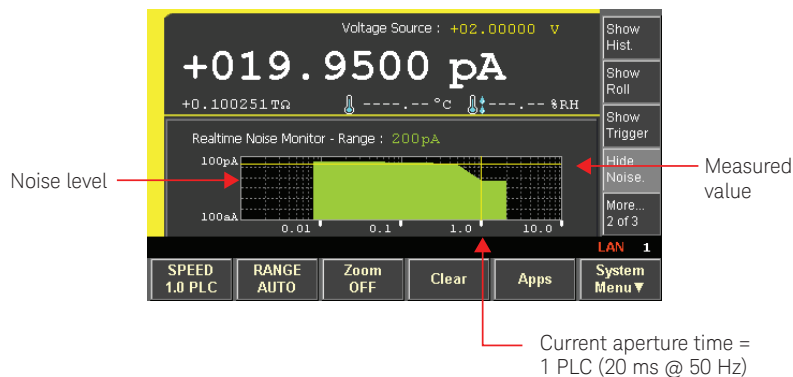 Voltage Source : +02.00000 V
+019.9500 pA
+0.100251TΩ ----.--°C ---.--%RH
Realtime Noise Monitor - Range : 200pA
100pA
100aA
0.01 0.1 1.0 10.0
Show
Hist.
Show
Roll
Show
Trigger
Hide
Noise.
More...
2 of 3
LAN 1
SPEED
1.0 PLC
RANGE
AUTO
Zoom
OFF
Clear
Apps
System
Menu▼
Noise level
Measured
value
Current aperture time =
1 PLC (20 ms @ 50 Hz)